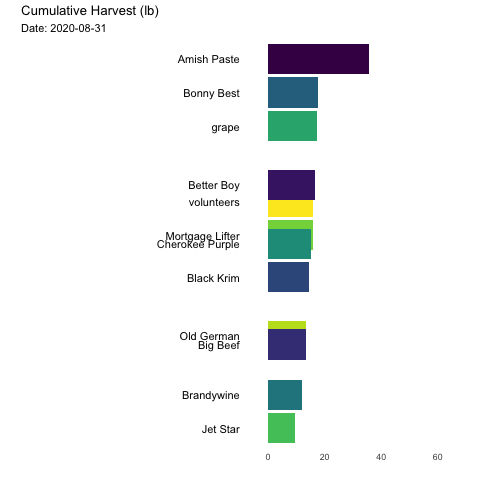 Cumulative Harvest (lb)
Date: 2020-08-31
Amish Paste
Bonny Best
grape
Better Boy
volunteers
Mortgage Lifter
Cherokee Purple
Black Krim
Old German
Big Beef
Brandywine
Jet Star
0 20 40 60